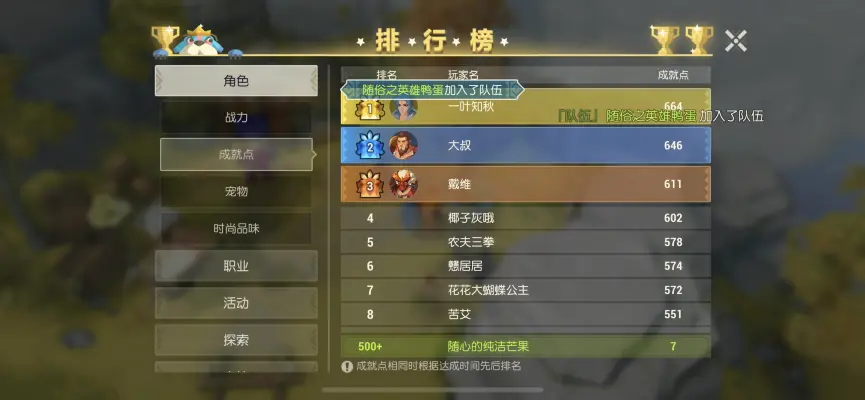 排行榜
角色
战力
成就点
宠物
时尚品味
职业
活动
探索
排名 玩家名 成就点
随俗之英雄鸭蛋加入了队伍
1 一叶知秋 664
「队伍」 随俗之英雄鸭蛋 加入了队伍
2 大叔 646
3 戴维 611
4 椰子灰哦 602
5 农夫三拳 578
6 戆居居 574
7 花花大蝴蝶公主 572
8 苦艾 551
500+ 随心的纯洁芒果 7
成就点相同时根据达成时间先后排名